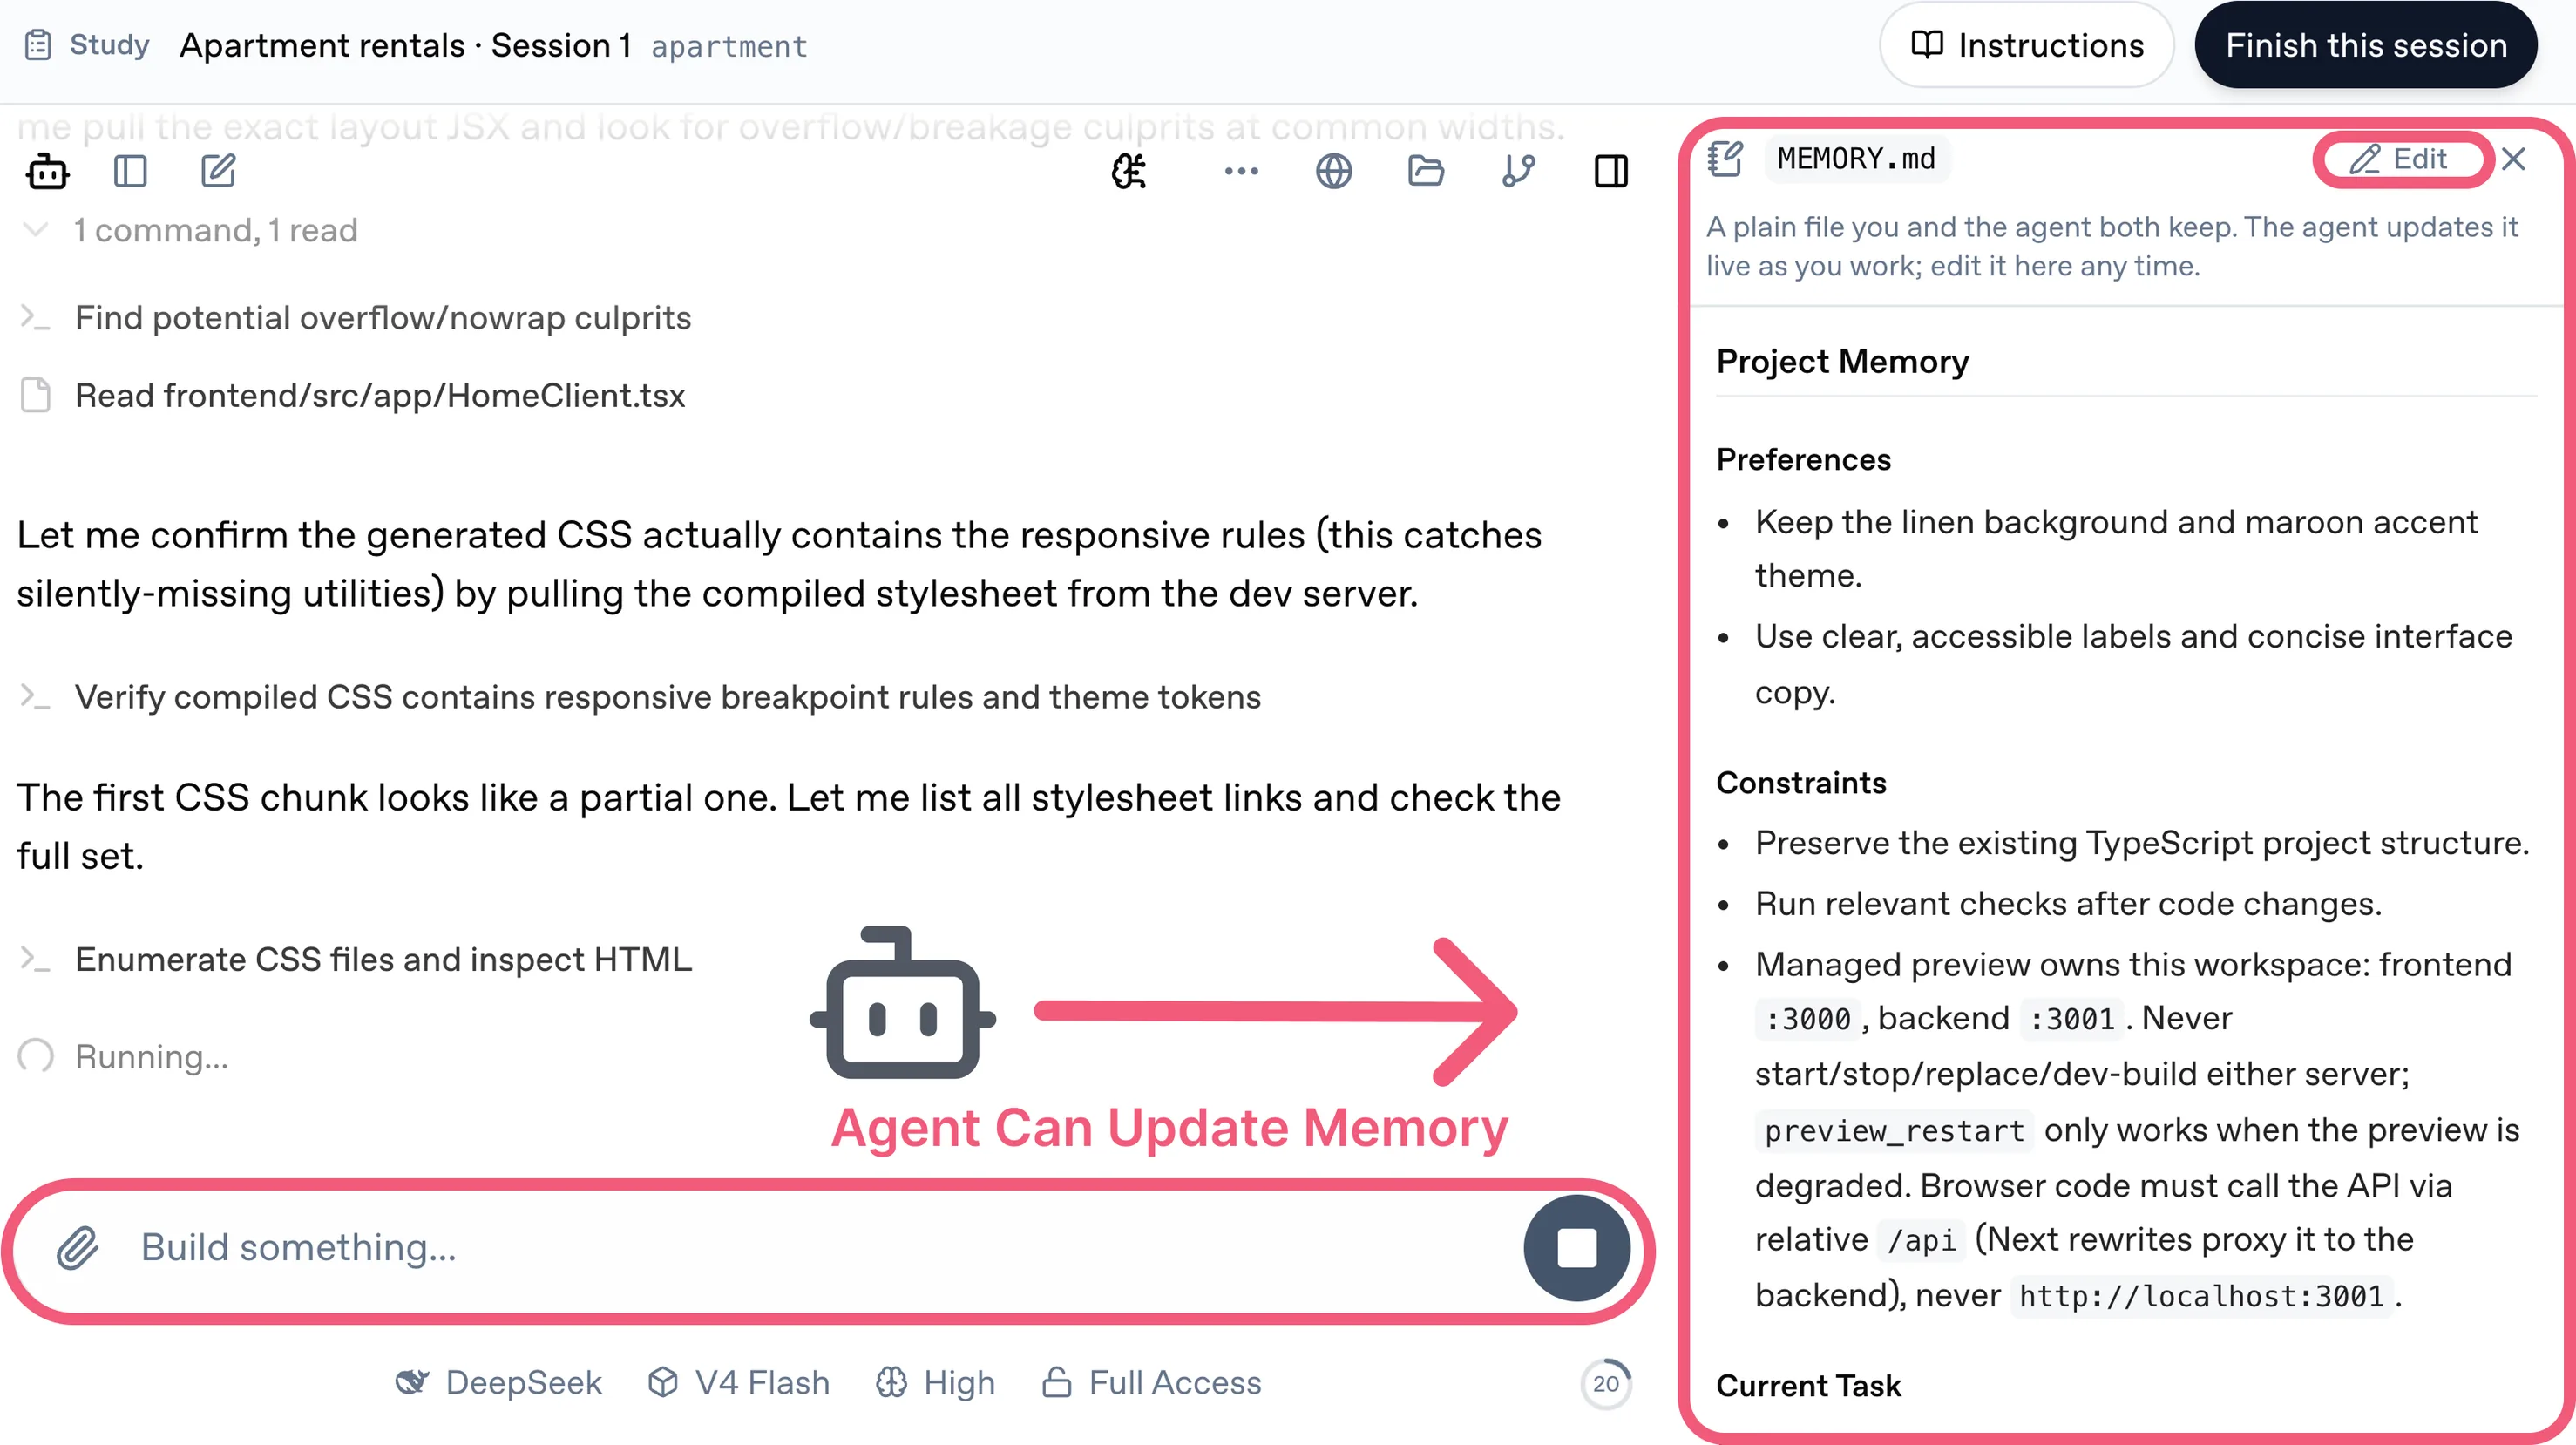 Study Apartment rentals · Session 1 apartment
Instructions
Finish this session
me pull the exact layout JSX and look for overflow/breakage culprits at common widths.
1 command, 1 read
Find potential overflow/nowrap culprits
Read frontend/src/app/HomeClient.tsx
Let me confirm the generated CSS actually contains the responsive rules (this catches
silently-missing utilities) by pulling the compiled stylesheet from the dev server.
Verify compiled CSS contains responsive breakpoint rules and theme tokens
The first CSS chunk looks like a partial one. Let me list all stylesheet links and check the
full set.
Enumerate CSS files and inspect HTML
Running...
Agent Can Update Memory
Build something...
DeepSeek V4 Flash High Full Access 20
MEMORY.md
Edit
A plain file you and the agent both keep. The agent updates it
live as you work; edit it here any time.
Project Memory
Preferences
• Keep the linen background and maroon accent
theme.
• Use clear, accessible labels and concise interface
copy.
Constraints
• Preserve the existing TypeScript project structure.
• Run relevant checks after code changes.
• Managed preview owns this workspace: frontend
:3000, backend :3001. Never
start/stop/replace/dev-build either server;
preview_restart only works when the preview is
degraded. Browser code must call the API via
relative /api (Next rewrites proxy it to the
backend), never http://localhost:3001.
Current Task